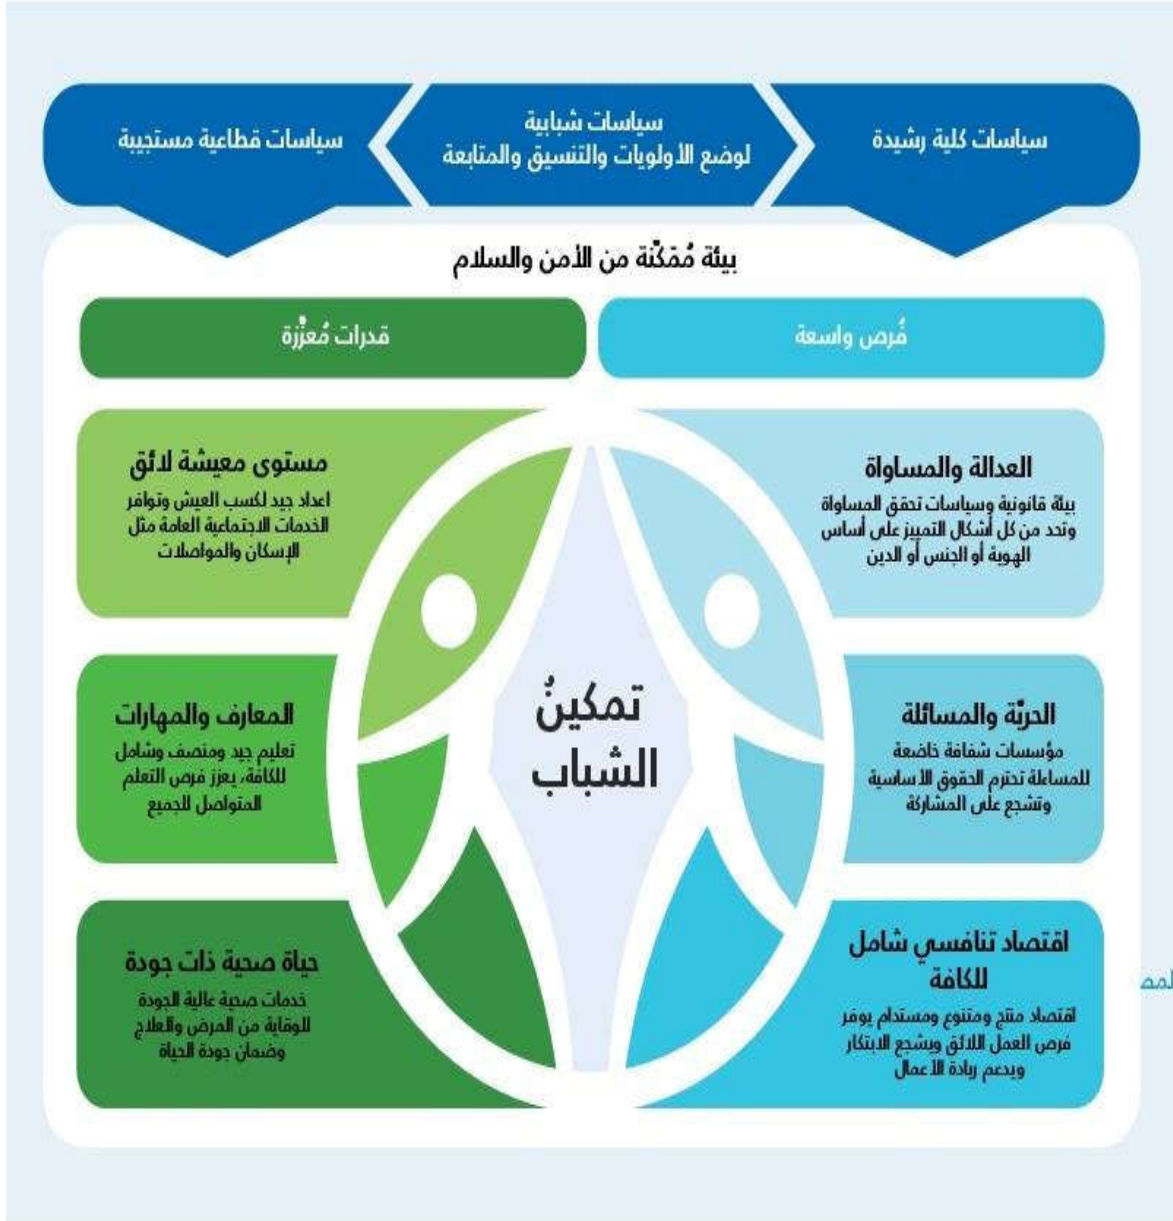 سياسات كلية رشيدة
سياسات شبابية
لوضع الأولويات والتنسيق والمتابعة
سياسات قطاعية مستجيبة
بيئة مُمَكّنة من الأمن والسلام
فُرص واسعة
قدرات مُعزّزة
العدالة والمساواة
بيئة قانونية وسياسات تحقق المساواة
وتحد من كل أشكال التمييز على أساس
الهوية أو الجنس أو الدين
مستوى معيشة لائق
اعداد جيد لكسب العيش وتوافر
الخدمات الاجتماعية العامة مثل
الإسكان والمواصلات
تمكينُ
الشباب
الحريّة والمسائلة
مؤسسات شفافة خاضعة
للمساءلة تحترم الحقوق الأساسية
وتشجع على المشاركة
المعارف والمهارات
تعليم جيد ومنصف وشامل
للكافة، يعزز فرص التعلم
المتواصل للجميع
اقتصاد تنافسي شامل
للكافة
اقتصاد منتج ومتنوع ومستدام يوفر
فرص العمل اللائق ويشجع الابتكار
ويدعم ريادة الأعمال
حياة صحية ذات جودة
خدمات صحية عالية الجودة
للوقاية من المرض والعلاج
وضمان جودة الحياة